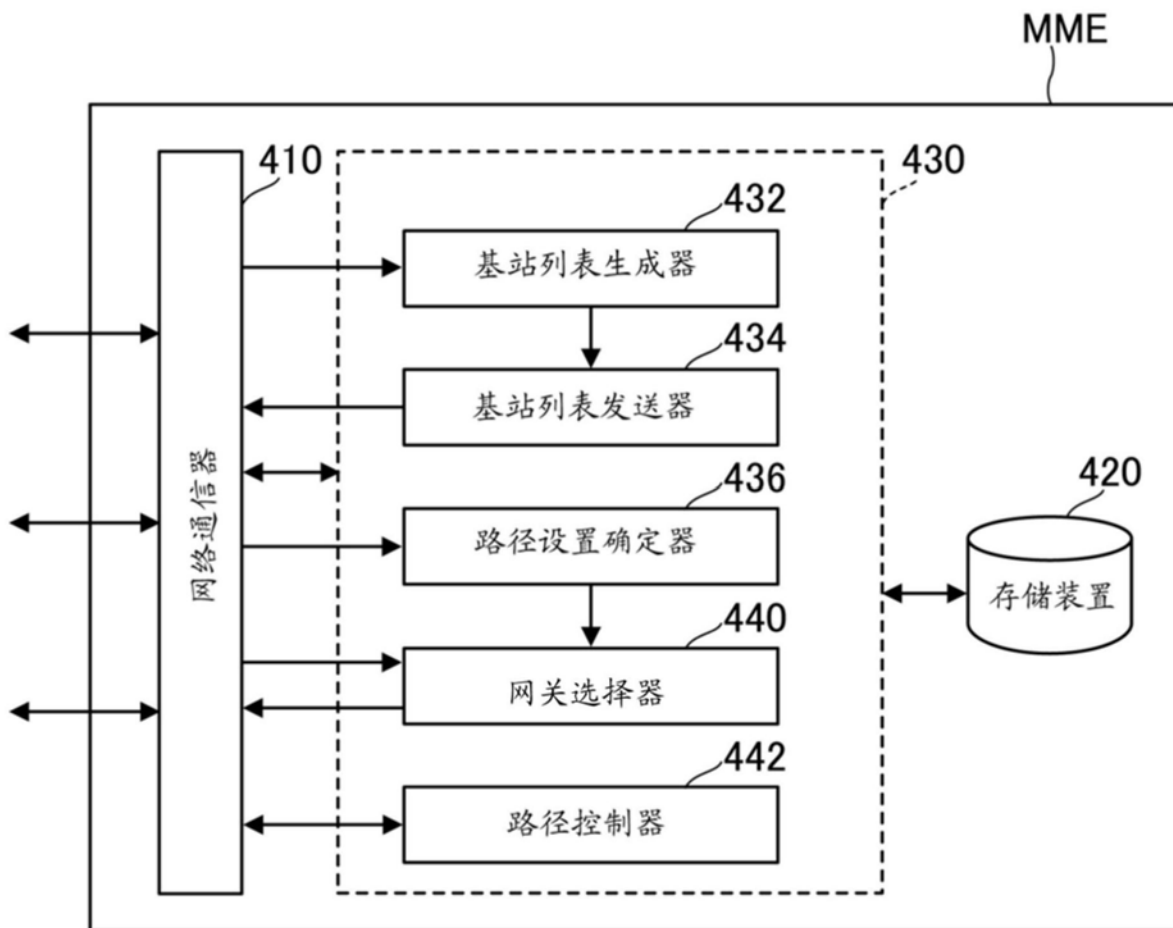 MME
410
430
432
基站列表生成器
434
基站列表发送器
网络通信器
436
路径设置确定器
420
存储装置
440
网关选择器
442
路径控制器